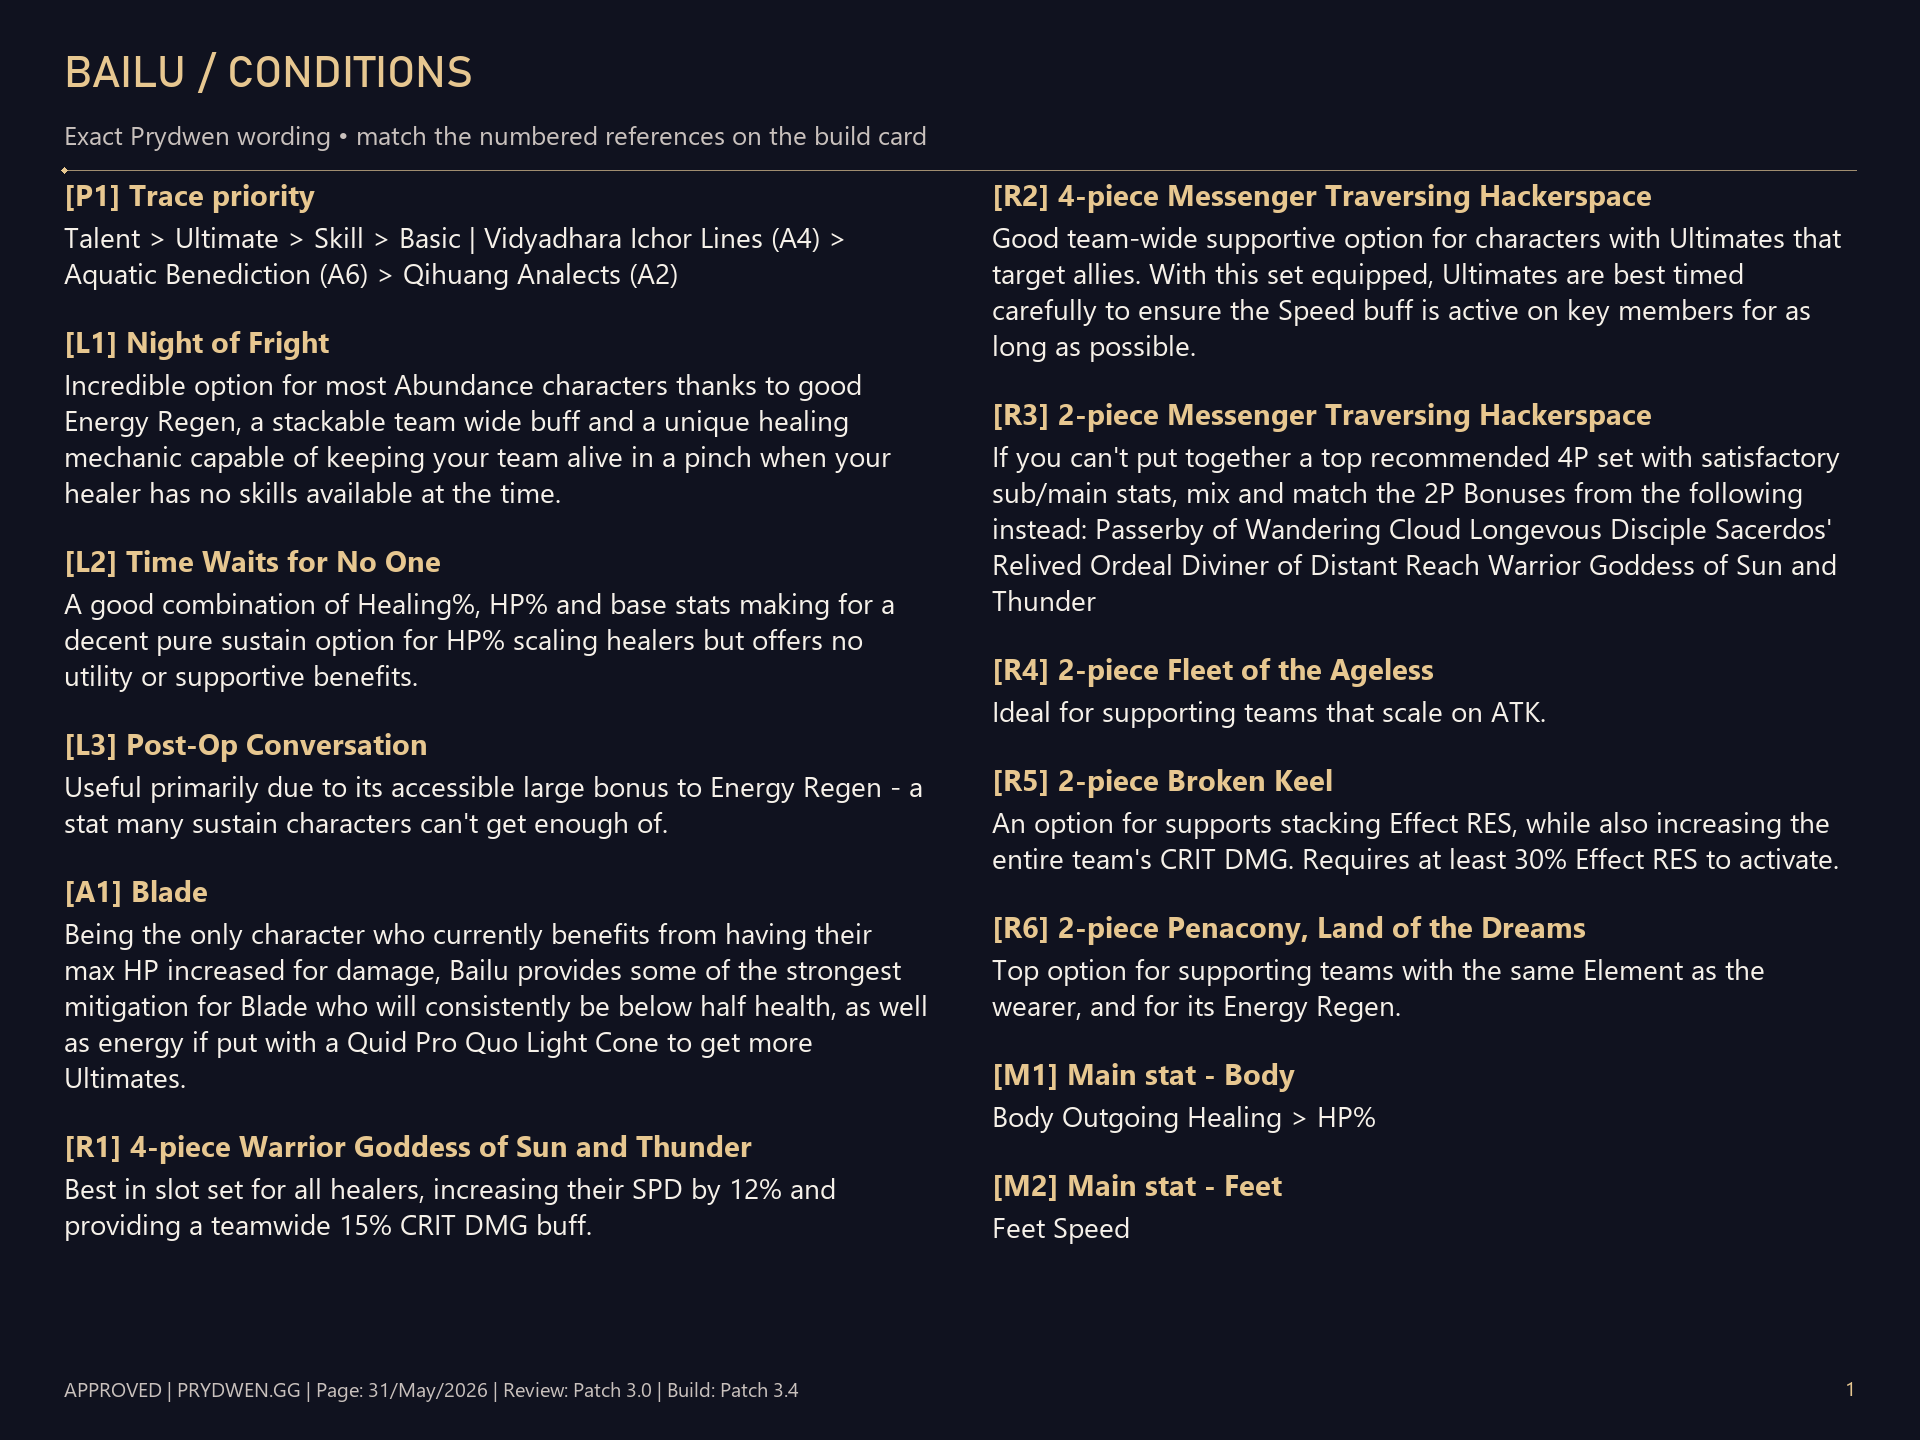 BAILU / CONDITIONS
Exact Prydwen wording • match the numbered references on the build card
[P1] Trace priority
Talent > Ultimate > Skill > Basic | Vidyadhara Ichor Lines (A4) >
Aquatic Benediction (A6) > Qihuang Analects (A2)
[L1] Night of Fright
Incredible option for most Abundance characters thanks to good
Energy Regen, a stackable team wide buff and a unique healing
mechanic capable of keeping your team alive in a pinch when your
healer has no skills available at the time.
[L2] Time Waits for No One
A good combination of Healing%, HP% and base stats making for a
decent pure sustain option for HP% scaling healers but offers no
utility or supportive benefits.
[L3] Post-Op Conversation
Useful primarily due to its accessible large bonus to Energy Regen - a
stat many sustain characters can't get enough of.
[A1] Blade
Being the only character who currently benefits from having their
max HP increased for damage, Bailu provides some of the strongest
mitigation for Blade who will consistently be below half health, as well
as energy if put with a Quid Pro Quo Light Cone to get more
Ultimates.
[R1] 4-piece Warrior Goddess of Sun and Thunder
Best in slot set for all healers, increasing their SPD by 12% and
providing a teamwide 15% CRIT DMG buff.
[R2] 4-piece Messenger Traversing Hackerspace
Good team-wide supportive option for characters with Ultimates that
target allies. With this set equipped, Ultimates are best timed
carefully to ensure the Speed buff is active on key members for as
long as possible.
[R3] 2-piece Messenger Traversing Hackerspace
If you can't put together a top recommended 4P set with satisfactory
sub/main stats, mix and match the 2P Bonuses from the following
instead: Passerby of Wandering Cloud Longevous Disciple Sacerdos'
Relived Ordeal Diviner of Distant Reach Warrior Goddess of Sun and
Thunder
[R4] 2-piece Fleet of the Ageless
Ideal for supporting teams that scale on ATK.
[R5] 2-piece Broken Keel
An option for supports stacking Effect RES, while also increasing the
entire team's CRIT DMG. Requires at least 30% Effect RES to activate.
[R6] 2-piece Penacony, Land of the Dreams
Top option for supporting teams with the same Element as the
wearer, and for its Energy Regen.
[M1] Main stat - Body
Body Outgoing Healing > HP%
[M2] Main stat - Feet
Feet Speed
APPROVED | PRYDWEN.GG | Page: 31/May/2026 | Review: Patch 3.0 | Build: Patch 3.4
1